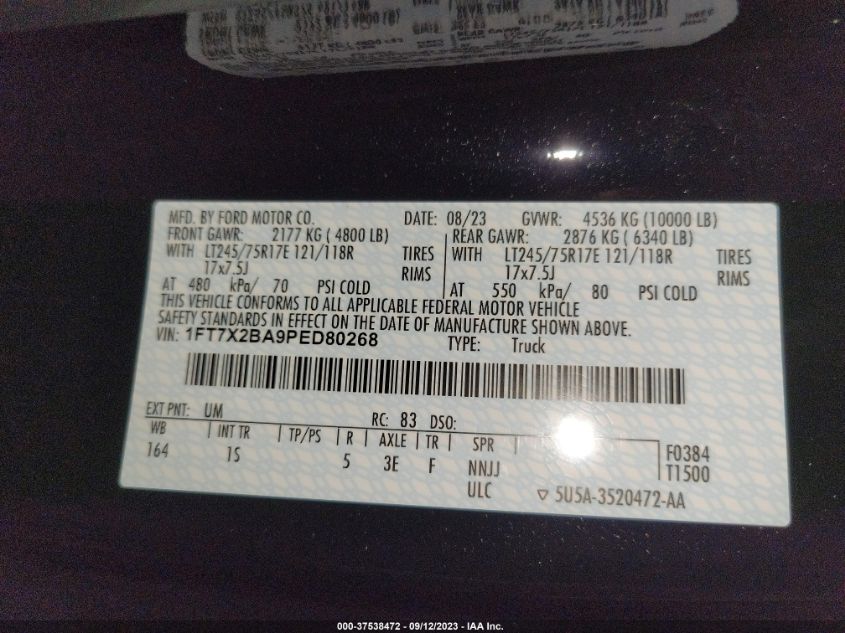 MFD. BY FORD MOTOR CO. DATE: 08/23 GVWR: 4536 KG (10000 LB)
FRONT GAWR: 2177 KG ( 4800 LB) REAR GAWR: 2876 KG ( 6340 LB)
WITH LT245/75R17E 121/118R TIRES WITH LT245/75R17E 121/118R TIRES
17x7.5J RIMS 17x7.5J RIMS
AT 480 kPa/ 70 PSI COLD AT 550 kPa/ 80 PSI COLD
THIS VEHICLE CONFORMS TO ALL APPLICABLE FEDERAL MOTOR VEHICLE
SAFETY STANDARDS IN EFFECT ON THE DATE OF MANUFACTURE SHOWN ABOVE.
VIN: 1FT7X2BA9PED80268 TYPE: Truck
EXT PNT: UM RC: 83 DSO:
WB INT TR TP/PS R AXLE TR SPR F0384
164 1S 5 3E F NNJJ T1500
ULC ▽ 5U5A-3520472-AA
000-37538472 - 09/12/2023 - IAA Inc.